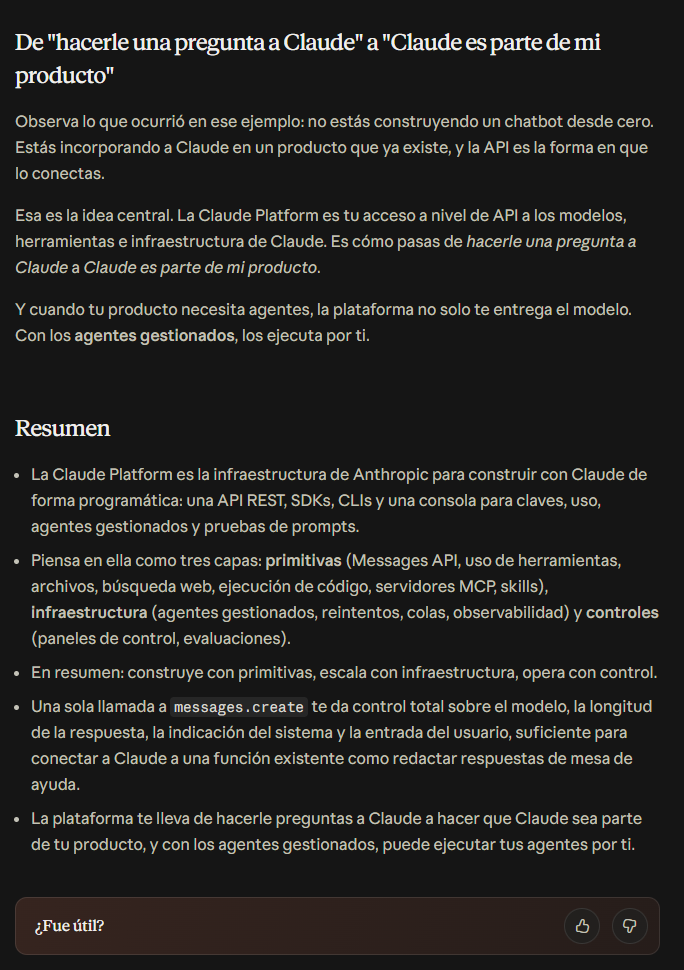 De "hacerle una pregunta a Claude" a "Claude es parte de mi
producto"
Observa lo que ocurrió en ese ejemplo: no estás construyendo un chatbot desde cero.
Estás incorporando a Claude en un producto que ya existe, y la API es la forma en que
lo conectas.
Esa es la idea central. La Claude Platform es tu acceso a nivel de API a los modelos,
herramientas e infraestructura de Claude. Es cómo pasas de hacerle una pregunta a
Claude a Claude es parte de mi producto.
Y cuando tu producto necesita agentes, la plataforma no solo te entrega el modelo.
Con los agentes gestionados, los ejecuta por ti.
Resumen
• La Claude Platform es la infraestructura de Anthropic para construir con Claude de
forma programática: una API REST, SDKs, CLIs y una consola para claves, uso,
agentes gestionados y pruebas de prompts.
• Piensa en ella como tres capas: primitivas (Messages API, uso de herramientas,
archivos, búsqueda web, ejecución de código, servidores MCP, skills),
infraestructura (agentes gestionados, reintentos, colas, observabilidad) y controles
(paneles de control, evaluaciones).
• En resumen: construye con primitivas, escala con infraestructura, opera con control.
• Una sola llamada a messages.create te da control total sobre el modelo, la longitud
de la respuesta, la indicación del sistema y la entrada del usuario, suficiente para
conectar a Claude a una función existente como redactar respuestas de mesa de
ayuda.
• La plataforma te lleva de hacerle preguntas a Claude a hacer que Claude sea parte
de tu producto, y con los agentes gestionados, puede ejecutar tus agentes por ti.
¿Fue útil?